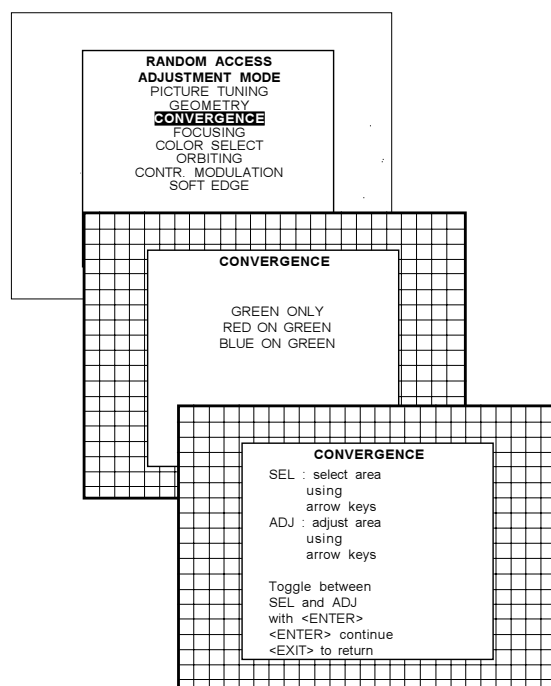 RANDOM ACCESS
ADJUSTMENT MODE
PICTURE TUNING
GEOMETRY
CONVERGENCE
FOCUSING
COLOR SELECT
ORBITING
CONTR. MODULATION
SOFT EDGE
CONVERGENCE
GREEN ONLY
RED ON GREEN
BLUE ON GREEN
CONVERGENCE
SEL : select area
using
arrow keys
ADJ : adjust area
using
arrow keys
Toggle between
SEL and ADJ
with <ENTER>
<ENTER> continue
<EXIT> to return